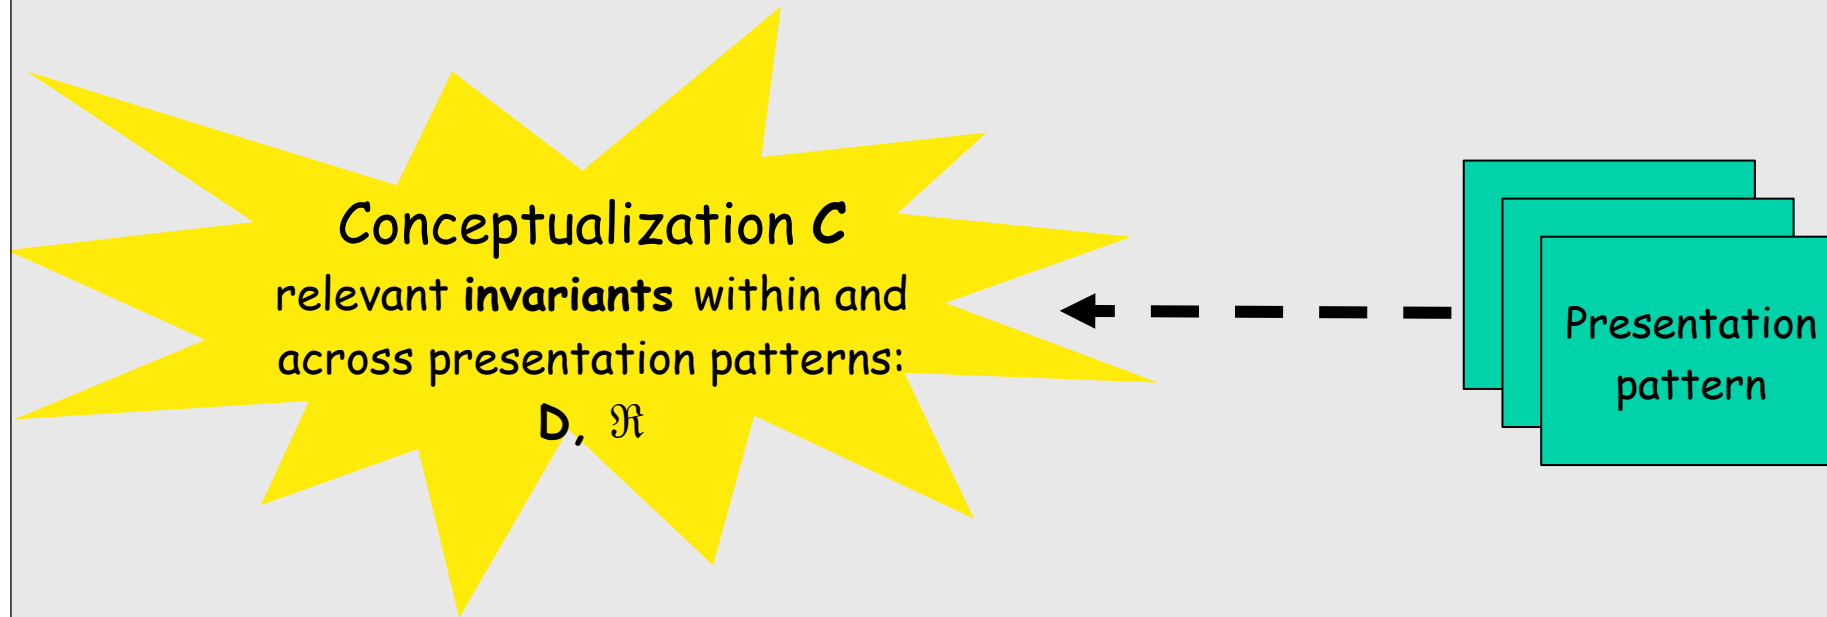 Conceptualization C
relevant invariants within and
across presentation patterns:
D, ℜ
Presentation
pattern